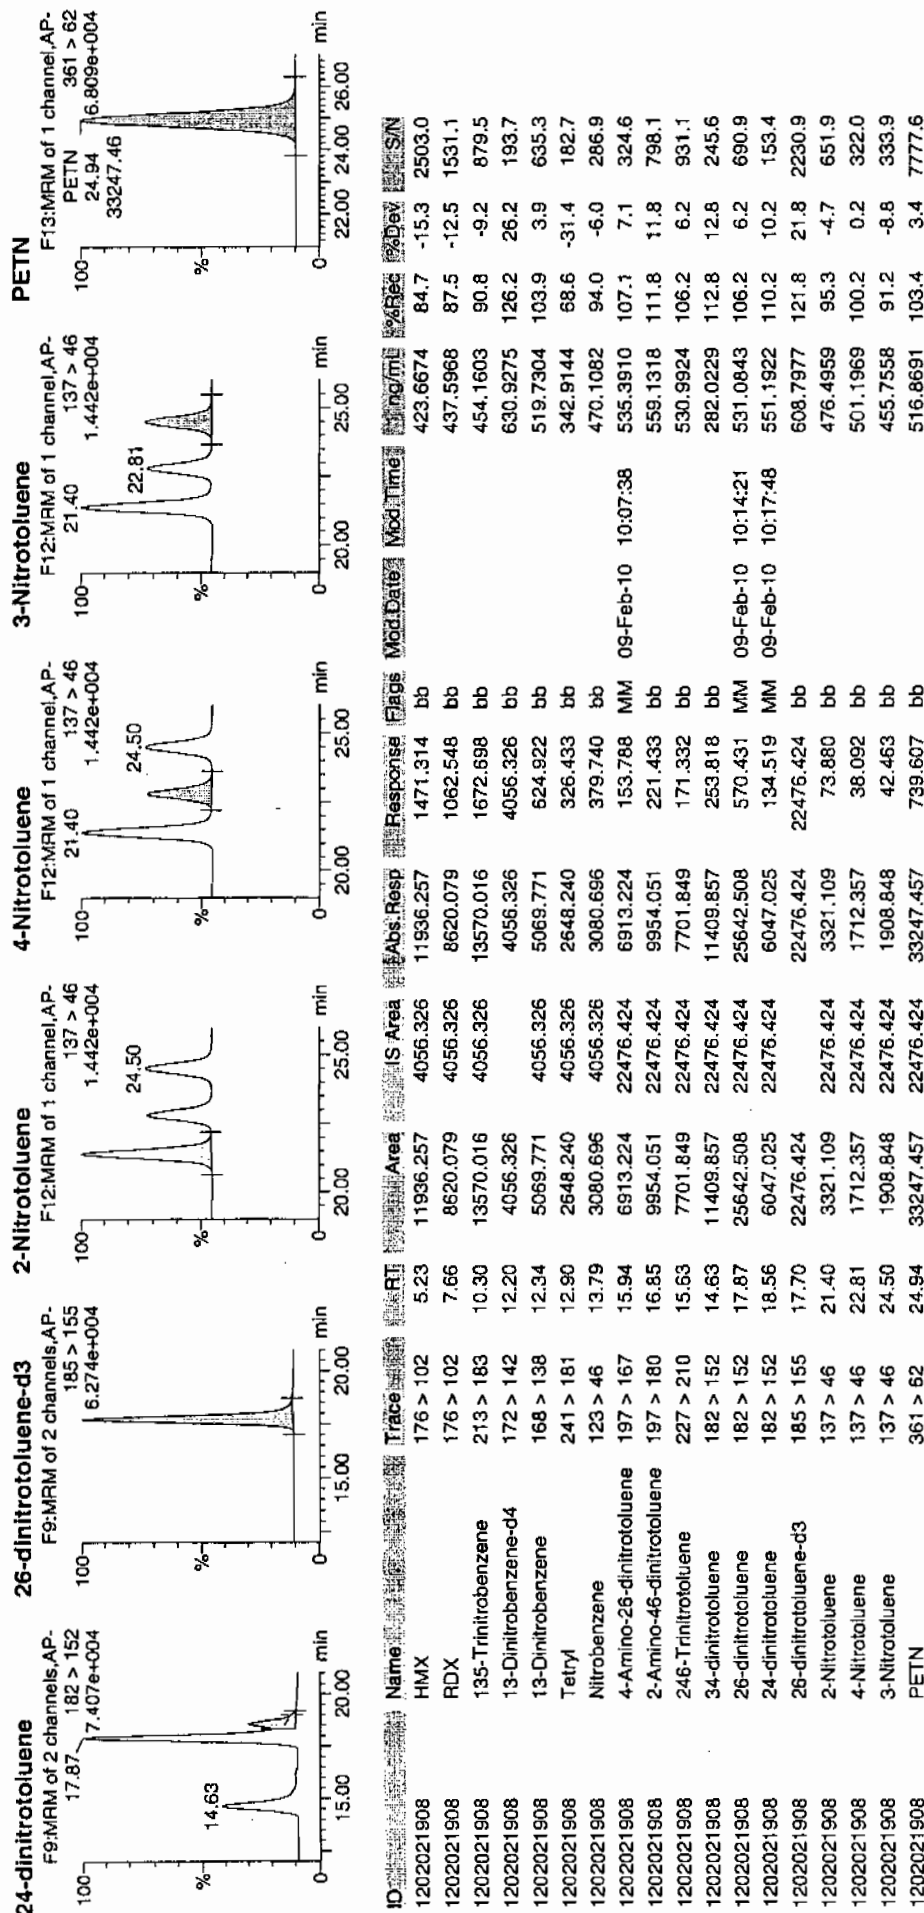 24-dinitrotoluene
F9:MRM of 2 channels,AP-
17.87 182 > 152
7.407e+004
100
%
14.63
0
15.00 20.00 min
26-dinitrotoluene-d3
F9:MRM of 2 channels,AP-
185 > 155
6.274e+004
100
%
0
15.00 20.00 min
2-Nitrotoluene
F12:MRM of 1 channel,AP-
137 > 46
1.442e+004
100
24.50
%
0
20.00 25.00 min
4-Nitrotoluene
F12:MRM of 1 channel,AP-
21.40 137 > 46
1.442e+004
100
24.50
%
0
20.00 25.00 min
3-Nitrotoluene
F12:MRM of 1 channel,AP-
21.40 137 > 46
1.442e+004
100
22.81
%
0
20.00 25.00 min
PETN
F13:MRM of 1 channel,AP-
PETN 361 > 62
24.94 6.809e+004
33247.46
100
%
0
22.00 24.00 26.00 min
ID Name Trace RT Area IS Area Abs.Resp Response Flags Mod.Date Mod.Time ng/mL %Rec %Dev S/N
1202021908 HMX 176 > 102 5.23 11936.257 4056.326 11936.257 1471.314 bb 423.6674 84.7 -15.3 2503.0
1202021908 RDX 176 > 102 7.66 8620.079 4056.326 8620.079 1062.548 bb 437.5968 87.5 -12.5 1531.1
1202021908 135-Trinitrobenzene 213 > 183 10.30 13570.016 4056.326 13570.016 1672.698 bb 454.1603 90.8 -9.2 879.5
1202021908 13-Dinitrobenzene-d4 172 > 142 12.20 4056.326 4056.326 4056.326 bb 630.9275 126.2 26.2 193.7
1202021908 13-Dinitrobenzene 168 > 138 12.34 5069.771 4056.326 5069.771 624.922 bb 519.7304 103.9 3.9 635.3
1202021908 Tetryl 241 > 181 12.90 2648.240 4056.326 2648.240 326.433 bb 342.9144 68.6 -31.4 182.7
1202021908 Nitrobenzene 123 > 46 13.79 3080.696 4056.326 3080.696 379.740 bb 470.1082 94.0 -6.0 286.9
1202021908 4-Amino-26-dinitrotoluene 197 > 167 15.94 6913.224 22476.424 6913.224 153.788 MM 09-Feb-10 10:07:38 535.3910 107.1 7.1 324.6
1202021908 2-Amino-46-dinitrotoluene 197 > 180 16.85 9954.051 22476.424 9954.051 221.433 bb 559.1318 111.8 11.8 798.1
1202021908 246-Trinitrotoluene 227 > 210 15.63 7701.849 22476.424 7701.849 171.332 bb 530.9924 106.2 6.2 931.1
1202021908 34-dinitrotoluene 182 > 152 14.63 11409.857 22476.424 11409.857 253.818 bb 282.0229 112.8 12.8 245.6
1202021908 26-dinitrotoluene 182 > 152 17.87 25642.508 22476.424 25642.508 570.431 MM 09-Feb-10 10:14:21 531.0843 106.2 6.2 690.9
1202021908 24-dinitrotoluene 182 > 152 18.56 6047.025 22476.424 6047.025 134.519 MM 09-Feb-10 10:17:48 551.1922 110.2 10.2 153.4
1202021908 26-dinitrotoluene-d3 185 > 155 17.70 22476.424 22476.424 22476.424 bb 608.7977 121.8 21.8 2230.9
1202021908 2-Nitrotoluene 137 > 46 21.40 3321.109 22476.424 3321.109 73.880 bb 476.4959 95.3 -4.7 651.9
1202021908 4-Nitrotoluene 137 > 46 22.81 1712.357 22476.424 1712.357 38.092 bb 501.1969 100.2 0.2 322.0
1202021908 3-Nitrotoluene 137 > 46 24.50 1908.848 22476.424 1908.848 42.463 bb 455.7558 91.2 -8.8 333.9
1202021908 PETN 361 > 62 24.94 33247.457 22476.424 33247.457 739.607 bb 516.8691 103.4 3.4 7777.6